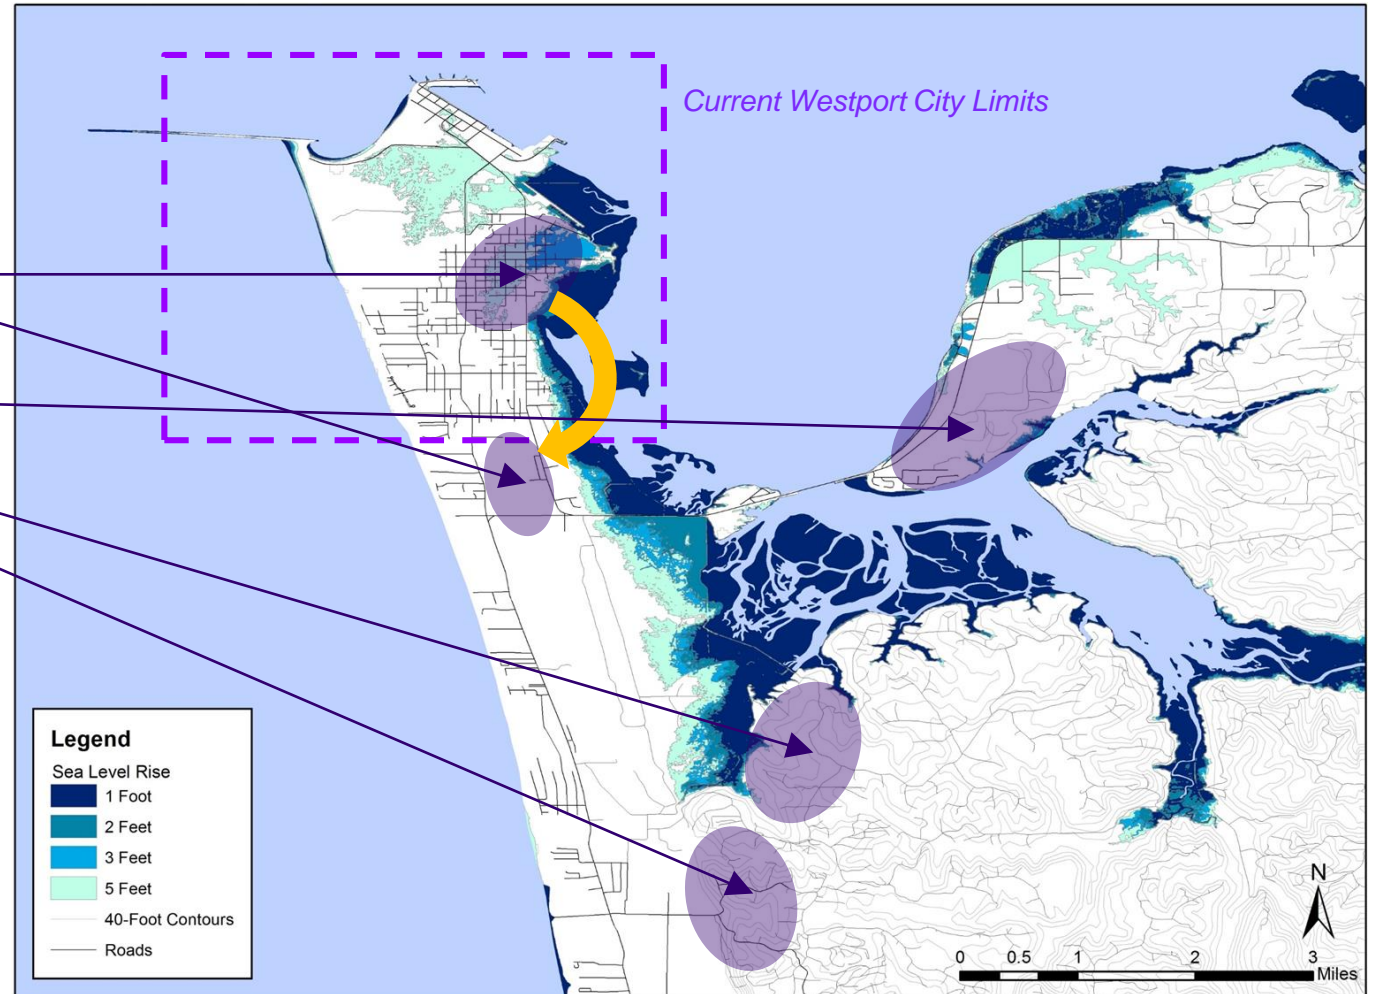 Current Westport City Limits
Legend
Sea Level Rise
1 Foot
2 Feet
3 Feet
5 Feet
40-Foot Contours
Roads
N
0 0.5 1 2 3
Miles